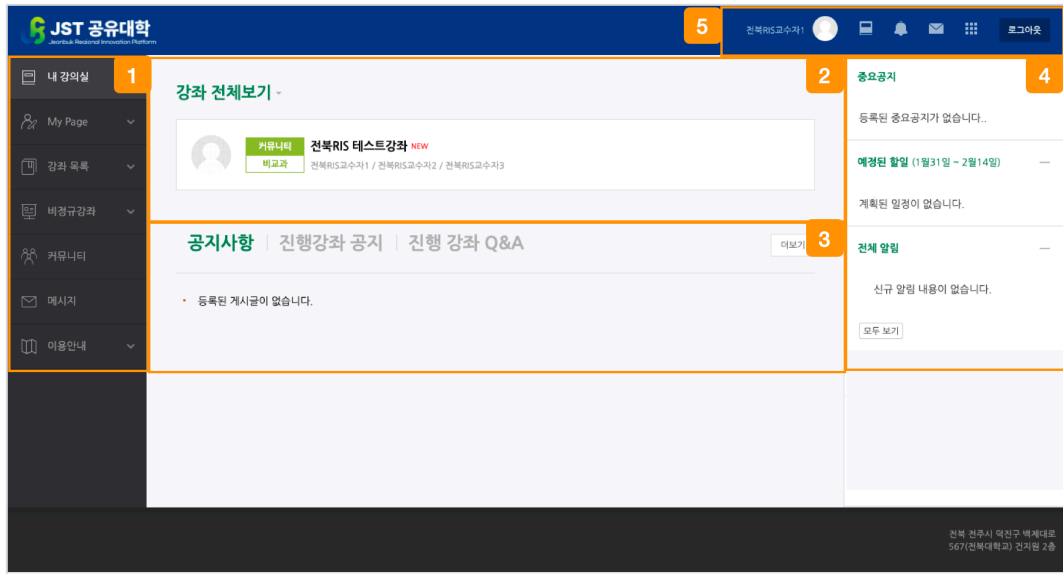 JST 공유대학
Jeonbuk Regional Innovation Platform
5
전북RIS교수자1
로그아웃
내 강의실
1
My Page
강좌 목록
비정규강좌
커뮤니티
메시지
이용안내
강좌 전체보기
2
커뮤니티
비교과
전북RIS 테스트강좌 NEW
전북RIS교수자1 / 전북RIS교수자2 / 전북RIS교수자3
공지사항 | 진행강좌 공지 | 진행 강좌 Q&A
더보기
3
등록된 게시글이 없습니다.
중요공지
4
등록된 중요공지가 없습니다..
예정된 할일 (1월31일 ~ 2월14일)
계획된 일정이 없습니다.
전체 알림
신규 알림 내용이 없습니다.
모두 보기
전북 전주시 덕진구 백제대로
567(전북대학교) 건지원 2층